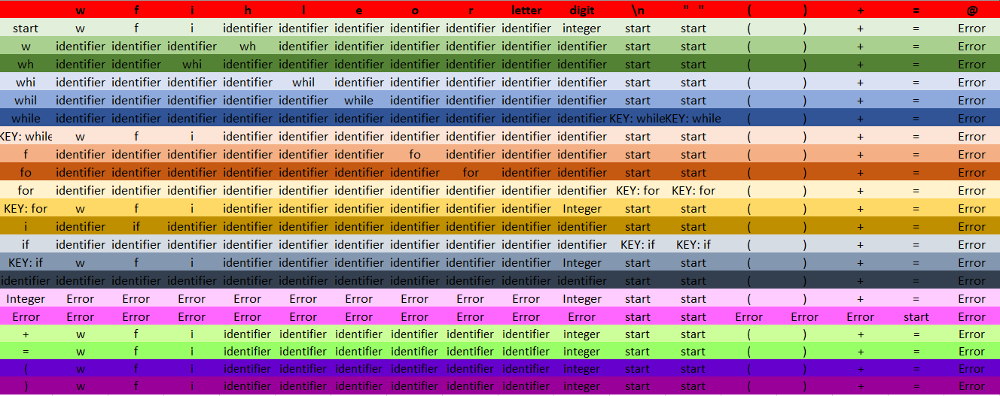 w f i h l e o r letter digit \n " " ( ) + = @
start w f i identifier identifier identifier identifier identifier identifier integer start start ( ) + = Error
w identifier identifier identifier wh identifier identifier identifier identifier identifier identifier start start ( ) + = Error
wh identifier identifier whi identifier identifier identifier identifier identifier identifier identifier start start ( ) + = Error
whi identifier identifier identifier identifier whil identifier identifier identifier identifier identifier start start ( ) + = Error
whil identifier identifier identifier identifier identifier while identifier identifier identifier identifier start start ( ) + = Error
while identifier identifier identifier identifier identifier identifier identifier identifier identifier identifier KEY: while KEY: while ( ) + = Error
KEY: while w f i identifier identifier identifier identifier identifier identifier identifier start start ( ) + = Error
f identifier identifier identifier identifier identifier identifier fo identifier identifier identifier start start ( ) + = Error
fo identifier identifier identifier identifier identifier identifier identifier for identifier identifier start start ( ) + = Error
for identifier identifier identifier identifier identifier identifier identifier identifier identifier identifier KEY: for KEY: for ( ) + = Error
KEY: for w f i identifier identifier identifier identifier identifier identifier Integer start start ( ) + = Error
i identifier if identifier identifier identifier identifier identifier identifier identifier identifier start start ( ) + = Error
if identifier identifier identifier identifier identifier identifier identifier identifier identifier identifier KEY: if KEY: if ( ) + = Error
KEY: if w f i identifier identifier identifier identifier identifier identifier Integer start start ( ) + = Error
identifier identifier identifier identifier identifier identifier identifier identifier identifier identifier identifier start start ( ) + = Error
Integer Error Error Error Error Error Error Error Error Error Integer start start ( ) + = Error
Error Error Error Error Error Error Error Error Error Error Error start start Error Error Error start Error
+ w f i identifier identifier identifier identifier identifier identifier integer start start ( ) + = Error
= w f i identifier identifier identifier identifier identifier identifier integer start start ( ) + = Error
( w f i identifier identifier identifier identifier identifier identifier integer start start ( ) + = Error
) w f i identifier identifier identifier identifier identifier identifier integer start start ( ) + = Error